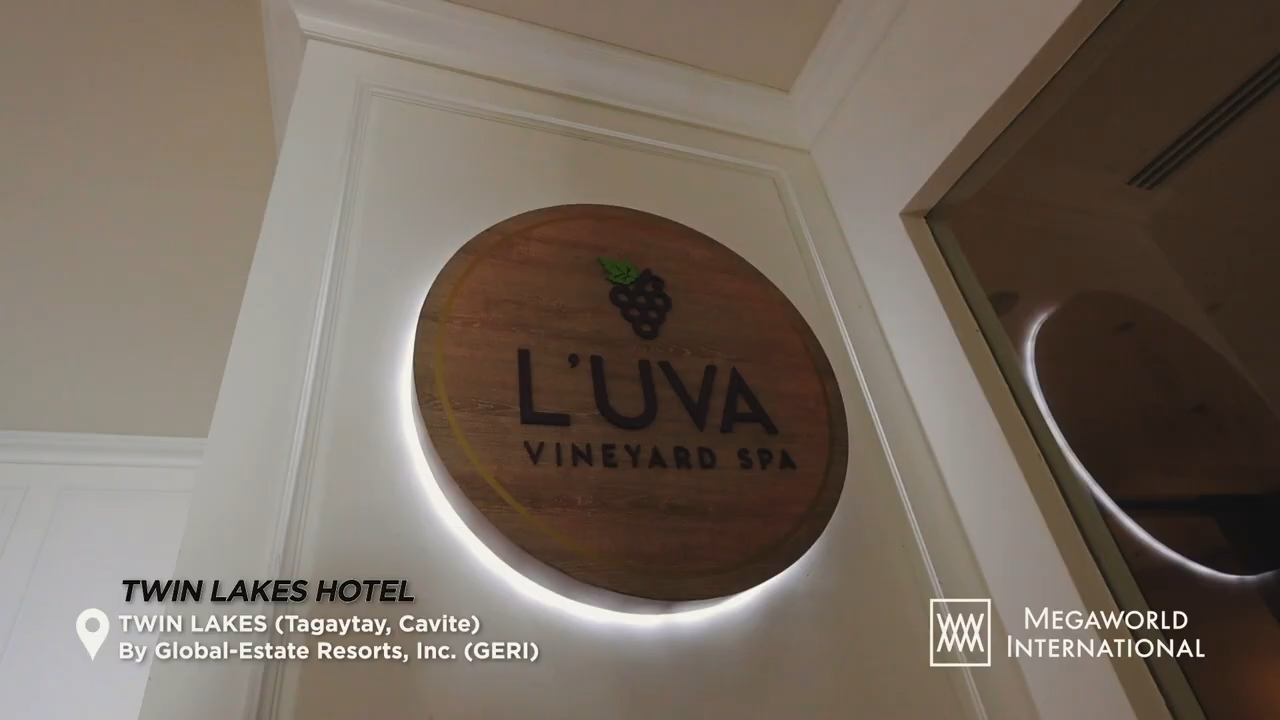 L'UVA
VINEYARD SPA
TWIN LAKES HOTEL
TWIN LAKES (Tagaytay, Cavite)
By Global-Estate Resorts, Inc. (GERI)
MEGAWORLD
INTERNATIONAL